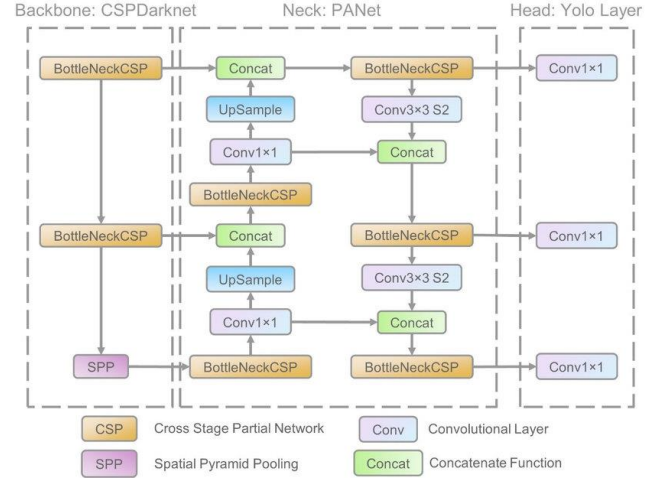 Backbone: CSPDarknet Neck: PANet Head: Yolo Layer
BottleNeckCSP Concat BottleNeckCSP Conv1×1
UpSample Conv3×3 S2
Conv1×1 Concat
BottleNeckCSP
BottleNeckCSP Concat BottleNeckCSP Conv1×1
UpSample Conv3×3 S2
Conv1×1 Concat
SPP BottleNeckCSP BottleNeckCSP Conv1×1
CSP Cross Stage Partial Network Conv Convolutional Layer
SPP Spatial Pyramid Pooling Concat Concatenate Function